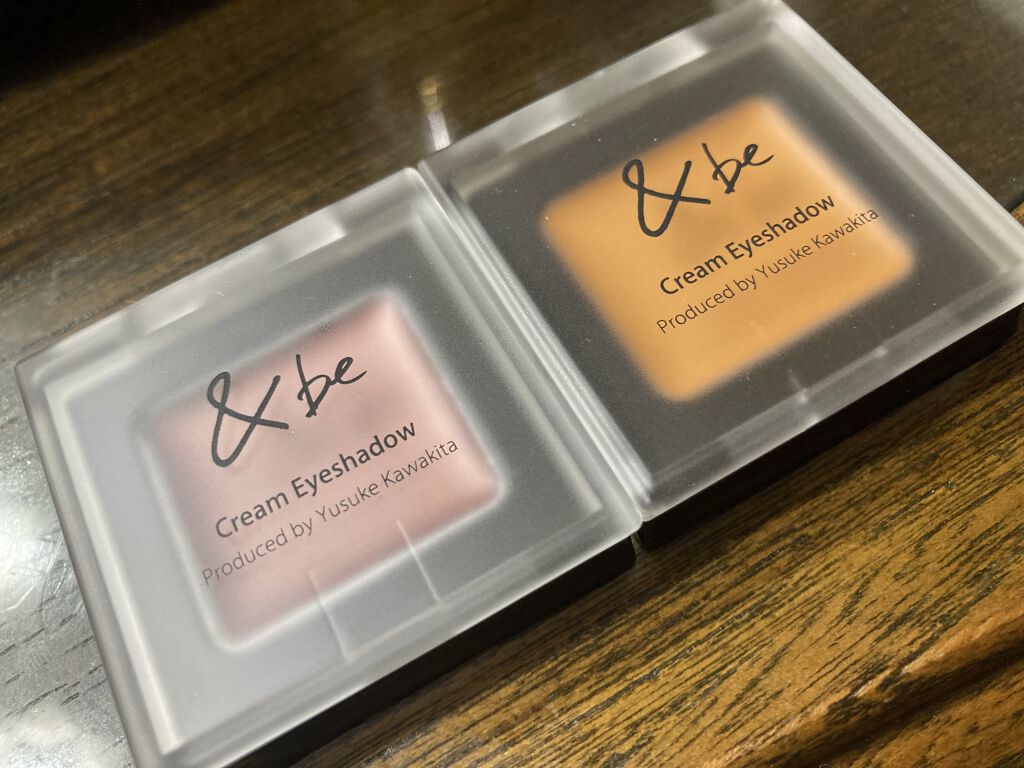 & be
Cream Eyeshadow
Produced by Yusuke Kawakita
& be
Cream Eyeshadow
Produced by Yusuke Kawakita